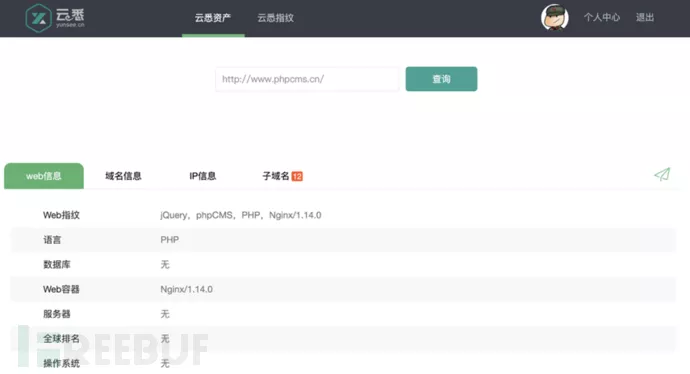 云悉
yunsee.cn
云悉资产 云悉指纹 个人中心 退出
http://www.phpcms.cn/ 查询
web信息 域名信息 IP信息 子域名 12
Web指纹 jQuery，phpCMS，PHP，Nginx/1.14.0
语言 PHP
数据库 无
Web容器 Nginx/1.14.0
服务器 无
全球排名 无
操作系统 无
FREEBUF